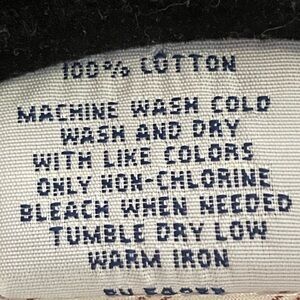 100% COTTON
MACHINE WASH COLD
WASH AND DRY
WITH LIKE COLORS
ONLY NON-CHLORINE
BLEACH WHEN NEEDED
TUMBLE DRY LOW
WARM IRON